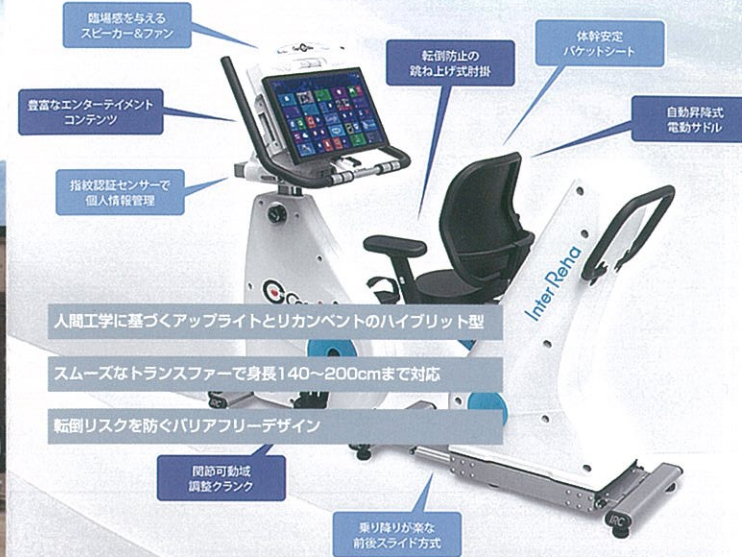 臨場感を与える
スピーカー&ファン
転倒防止の
跳ね上げ式肘掛
体幹安定
バケットシート
豊富なエンターテイメント
コンテンツ
自動昇降式
電動サドル
指紋認証センサーで
個人情報管理
Inter Reha
人間工学に基づくアップライトとリカンベントのハイブリット型
スムーズなトランスファーで身長140〜200cmまで対応
転倒リスクを防ぐバリアフリーデザイン
関節可動域
調整クランク
乗り降りが楽な
前後スライド方式
IRC